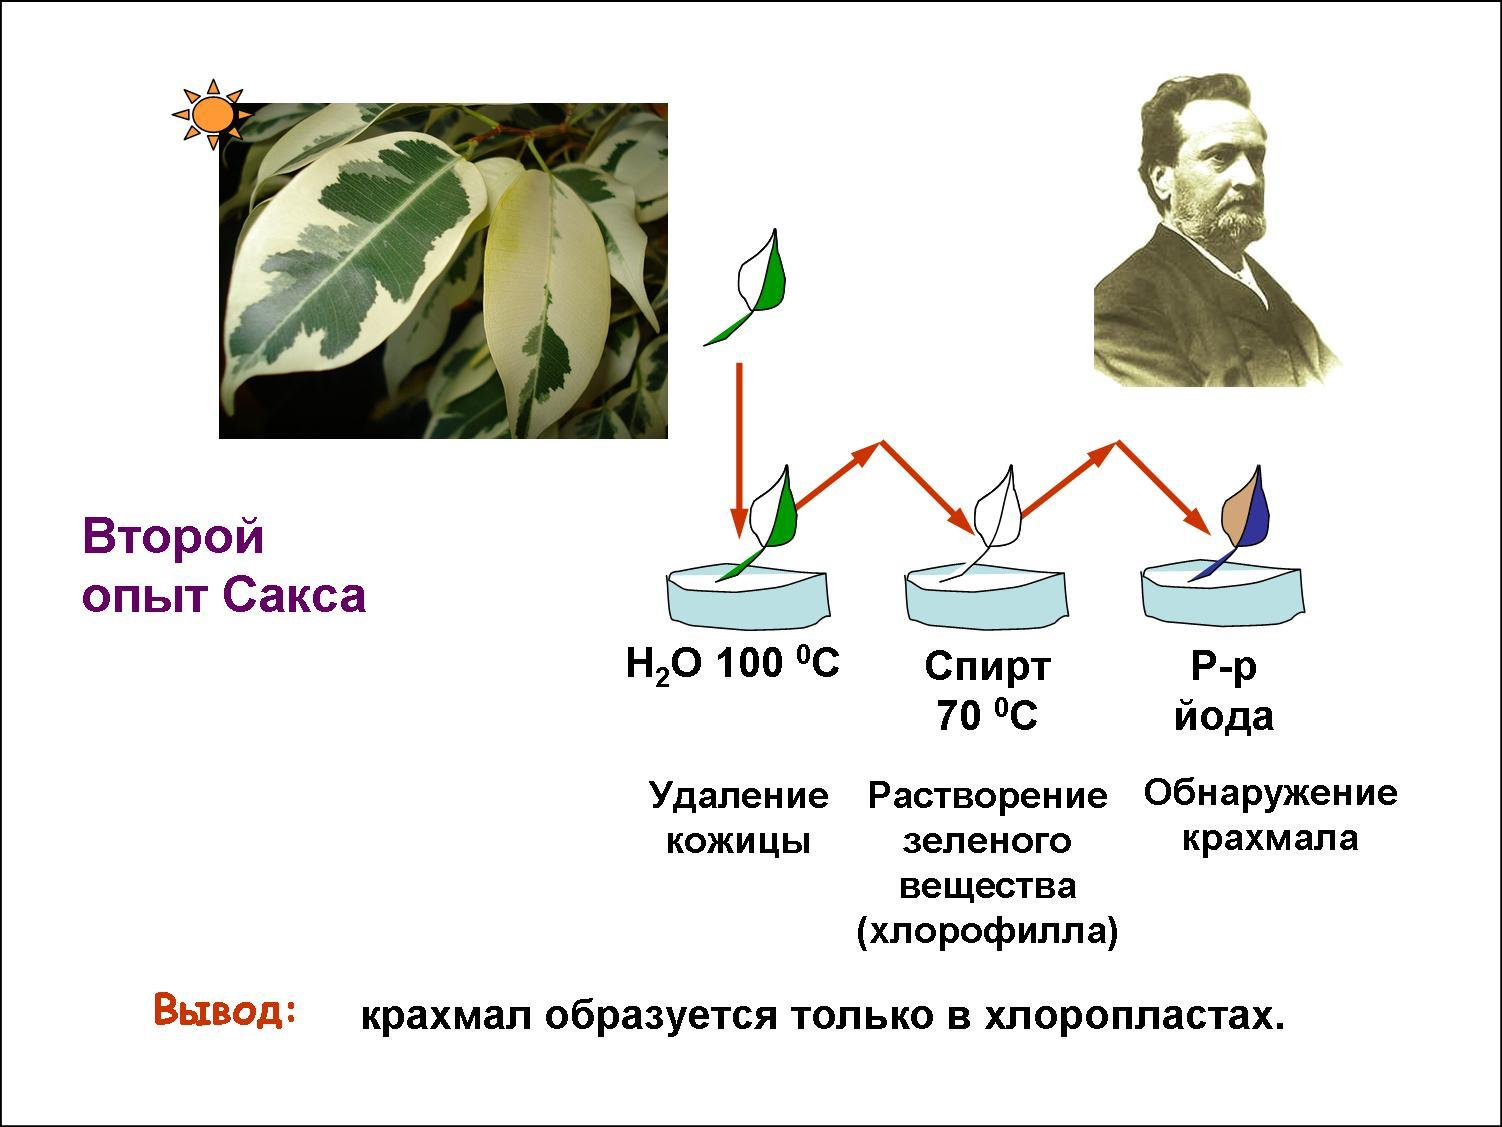 Второй
опыт Сакса
H₂O 100 ⁰C
Спирт
70 ⁰C
Р-р
йода
Удаление
кожицы
Растворение
зеленого
вещества
(хлорофилла)
Обнаружение
крахмала
Вывод: крахмал образуется только в хлоропластах.